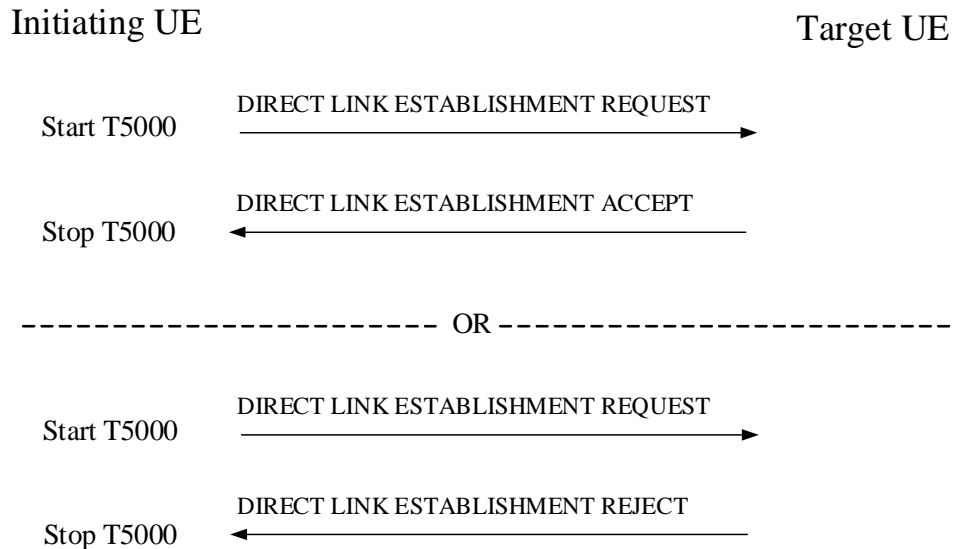 Initiating UE
Target UE
DIRECT LINK ESTABLISHMENT REQUEST
Start T5000
DIRECT LINK ESTABLISHMENT ACCEPT
Stop T5000
OR
DIRECT LINK ESTABLISHMENT REQUEST
Start T5000
DIRECT LINK ESTABLISHMENT REJECT
Stop T5000